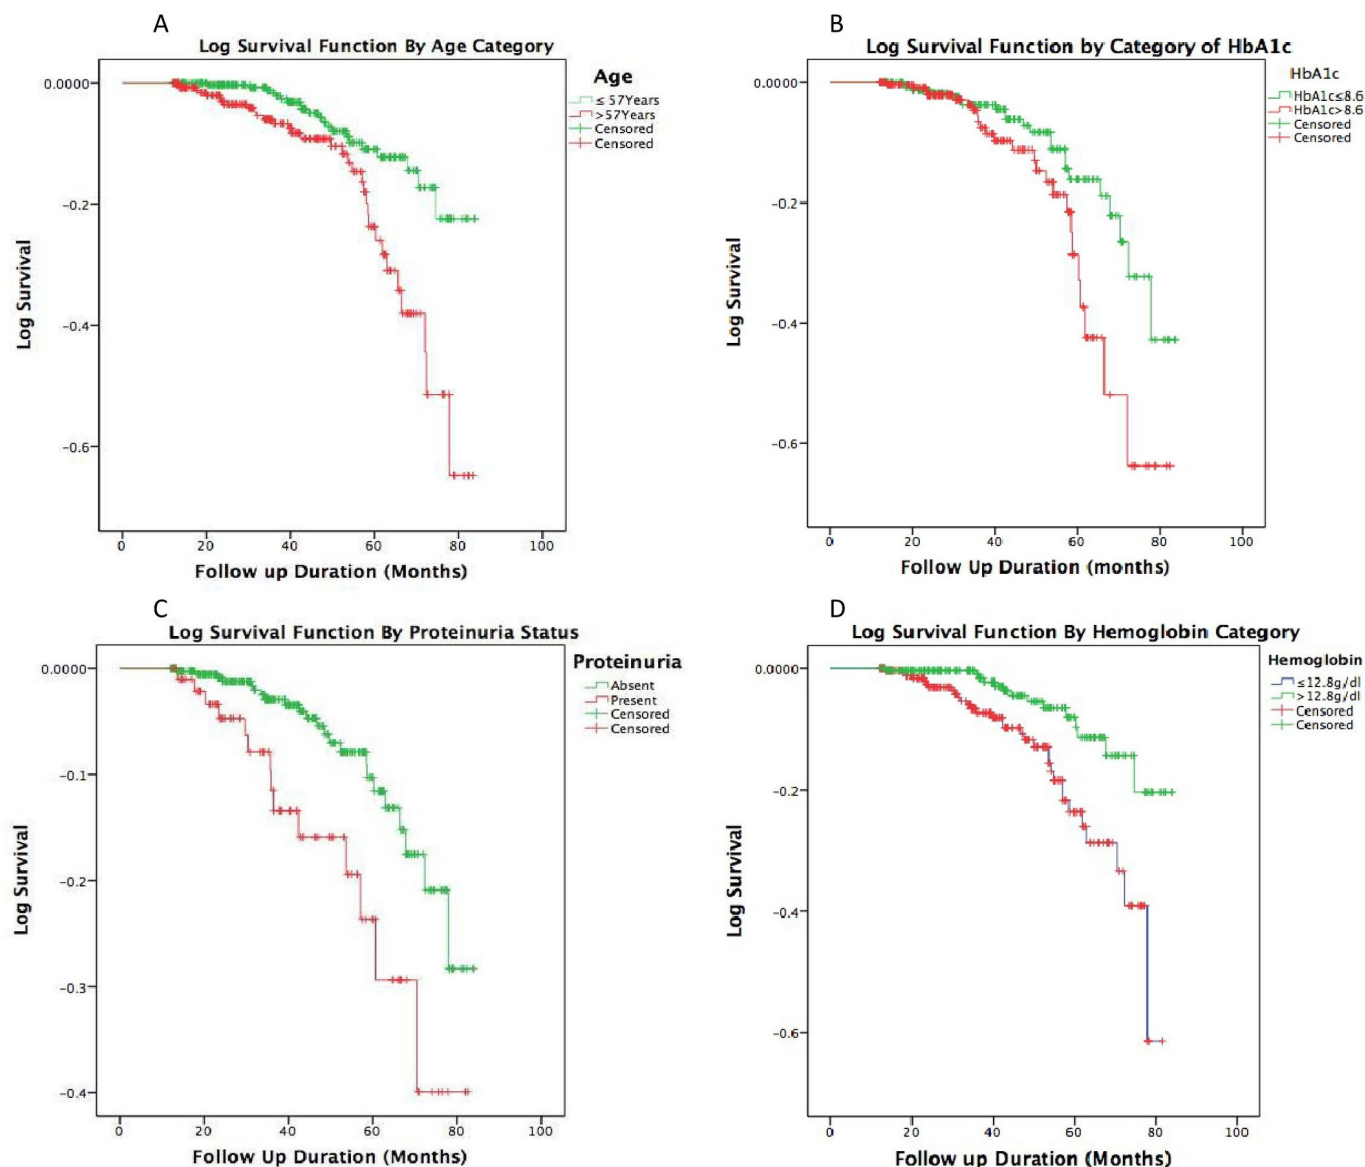 A
Log Survival Function By Age Category
0.0000
−0.2
−0.4
−0.6
Log Survival
0 20 40 60 80 100
Follow up Duration (Months)
Age
≤ 57Years
>57Years
Censored
Censored
B
Log Survival Function by Category of HbA1c
0.0000
−0.2
−0.4
−0.6
Log Survival
0 20 40 60 80 100
Follow Up Duration (months)
HbA1c
HbA1c≤8.6
HbA1c>8.6
Censored
Censored
C
Log Survival Function By Proteinuria Status
0.0000
−0.1
−0.2
−0.3
−0.4
Log Survival
0 20 40 60 80 100
Follow Up Duration (Months)
Proteinuria
Absent
Present
Censored
Censored
D
Log Survival Function By Hemoglobin Category
0.0000
−0.2
−0.4
−0.6
Log Survival
0 20 40 60 80 100
Follow Up Duration (Months)
Hemoglobin
≤12.8g/dl
>12.8g/dl
Censored
Censored